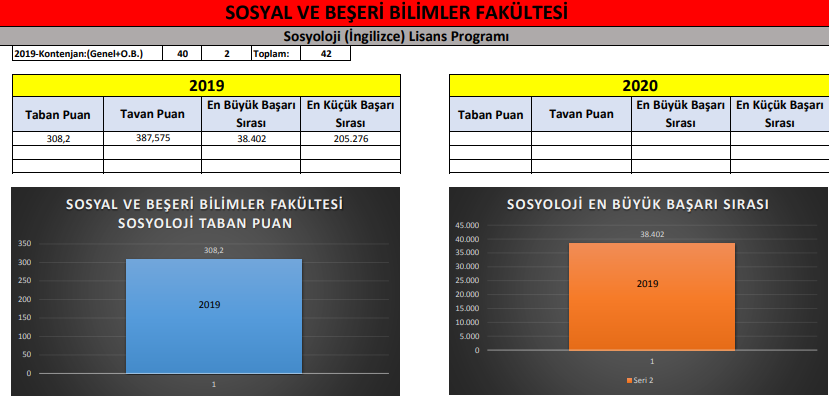 SOSYAL VE BEŞERİ BİLİMLER FAKÜLTESİ
Sosyoloji (İngilizce) Lisans Programı
2019-Kontenjan:(Genel+O.B.) 40 2 Toplam: 42
2019
Taban Puan Tavan Puan En Büyük Başarı Sırası En Küçük Başarı Sırası
308,2 387,575 38.402 205.276
2020
Taban Puan Tavan Puan En Büyük Başarı Sırası En Küçük Başarı Sırası
SOSYAL VE BEŞERİ BİLİMLER FAKÜLTESİ
SOSYOLOJİ TABAN PUAN
350
300
250
200
150
100
50
0
308,2
2019
1
SOSYOLOJİ EN BÜYÜK BAŞARI SIRASI
45.000
40.000
35.000
30.000
25.000
20.000
15.000
10.000
5.000
0
38.402
2019
1
Seri 2